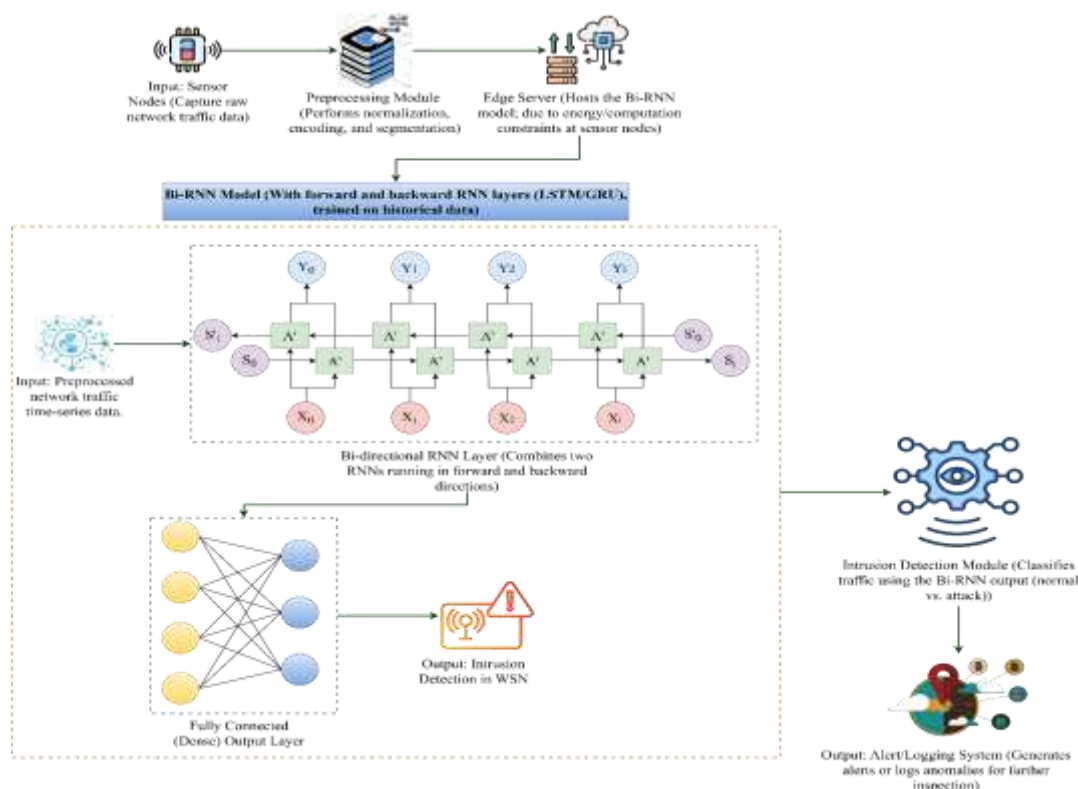 Input: Sensor
Nodes (Capture raw
network traffic data)
Preprocessing Module
(Performs normalization,
encoding, and segmentation)
Edge Server (Hosts the Bi-RNN
model; due to energy/computation
constraints at sensor nodes)
Bi-RNN Model (With forward and backward RNN layers (LSTM/GRU),
trained on historical data)
Y₀ Y₁ Y₂
A' A' A' A'
S₀
A' A' A' A'
X₀ X₁ X₂
Input: Preprocessed
network traffic
time-series data.
Bi-directional RNN Layer (Combines two
RNNs running in forward and backward
directions)
Fully Connected
(Dense) Output Layer
Output: Intrusion
Detection in WSN
Intrusion Detection Module (Classifies
traffic using the Bi-RNN output (normal
vs. attack))
Output: Alert/Logging System (Generates
alerts or logs anomalies for further
inspection)